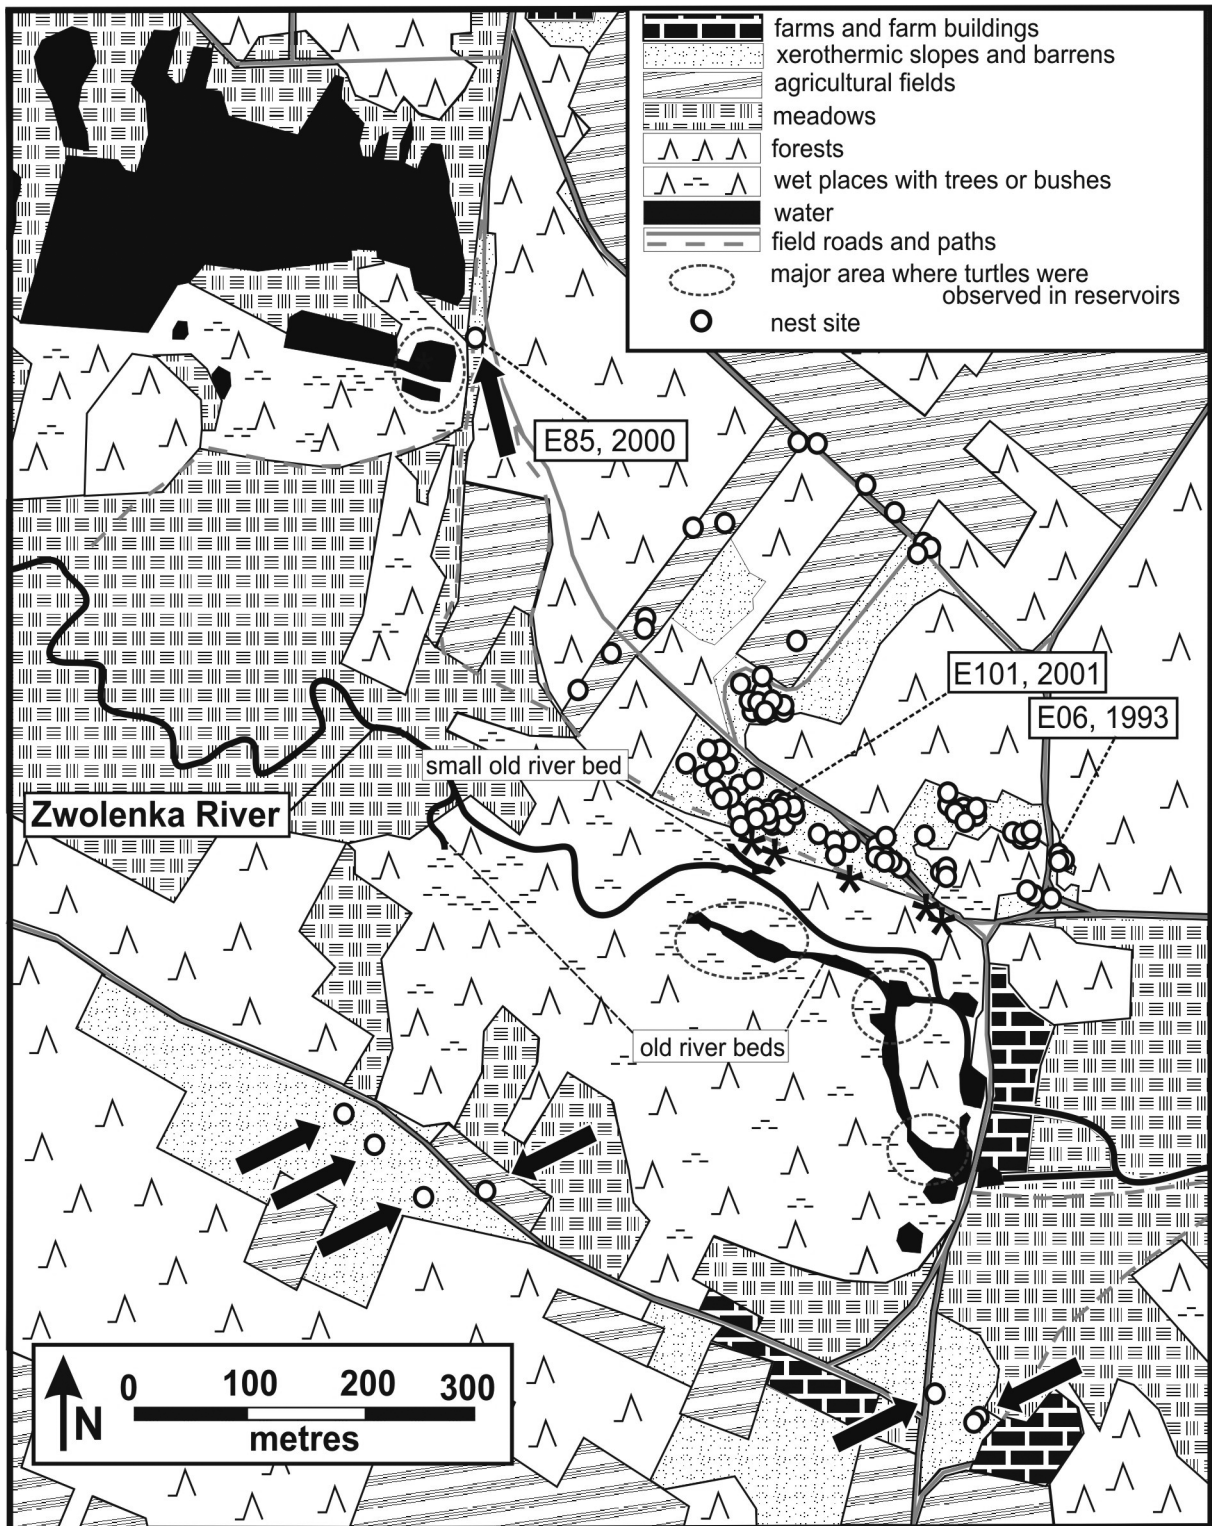 farms and farm buildings
xerothermic slopes and barrens
agricultural fields
meadows
forests
wet places with trees or bushes
water
field roads and paths
major area where turtles were
observed in reservoirs
nest site
E85, 2000
E101, 2001
E06, 1993
small old river bed
Zwolenka River
old river beds
0 100 200 300
N
metres